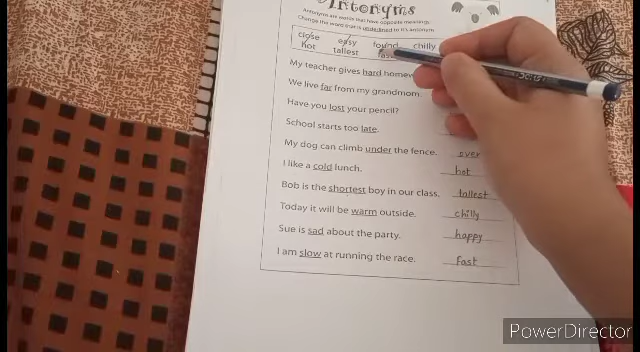 Antonyms
Antonyms are words that have opposite meanings.
Change the word that is underlined to it's antonym.
close easy found chilly
hot tallest
My teacher gives hard
We live far from my grandmom.
Have you lost your pencil?
School starts too late.
My dog can climb under the fence. over
I like a cold lunch. hot
Bob is the shortest boy in our class. tallest
Today it will be warm outside. chilly
Sue is sad about the party. happy
I am slow at running the race. Fast
PowerDirector